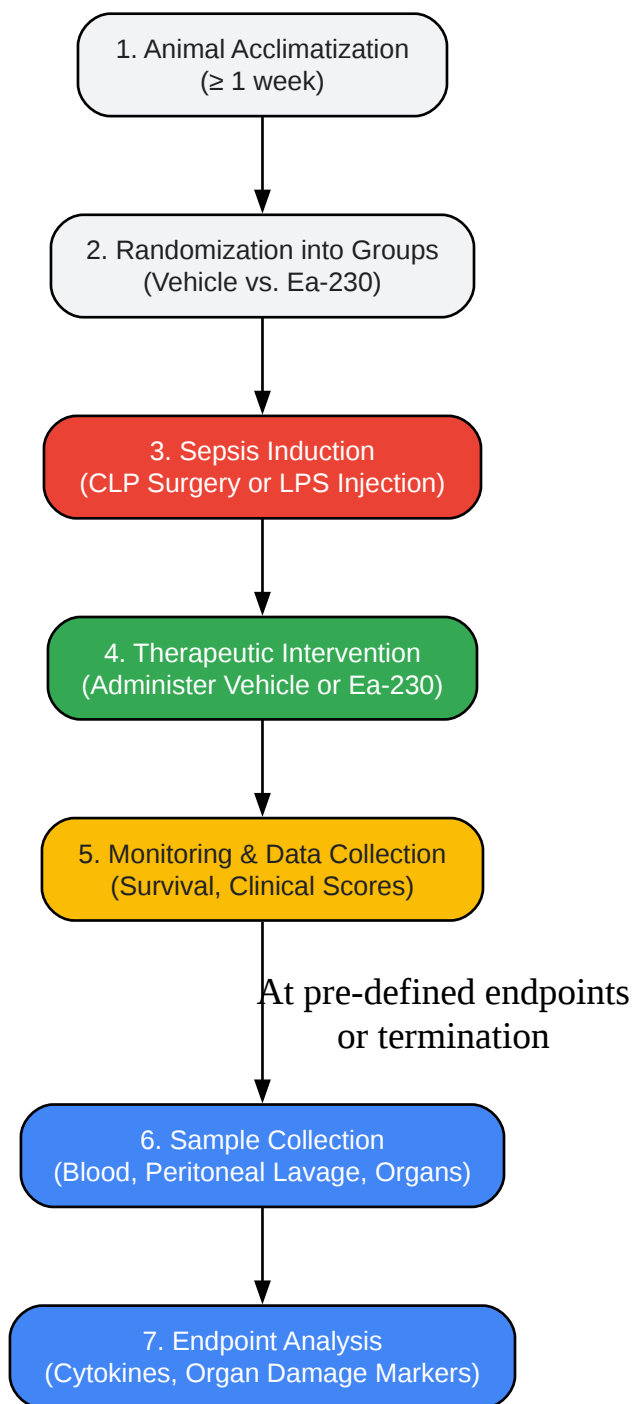 1. Animal Acclimatization
(≥ 1 week)
2. Randomization into Groups
(Vehicle vs. Ea-230)
3. Sepsis Induction
(CLP Surgery or LPS Injection)
4. Therapeutic Intervention
(Administer Vehicle or Ea-230)
5. Monitoring & Data Collection
(Survival, Clinical Scores)
At pre-defined endpoints
or termination
6. Sample Collection
(Blood, Peritoneal Lavage, Organs)
7. Endpoint Analysis
(Cytokines, Organ Damage Markers)